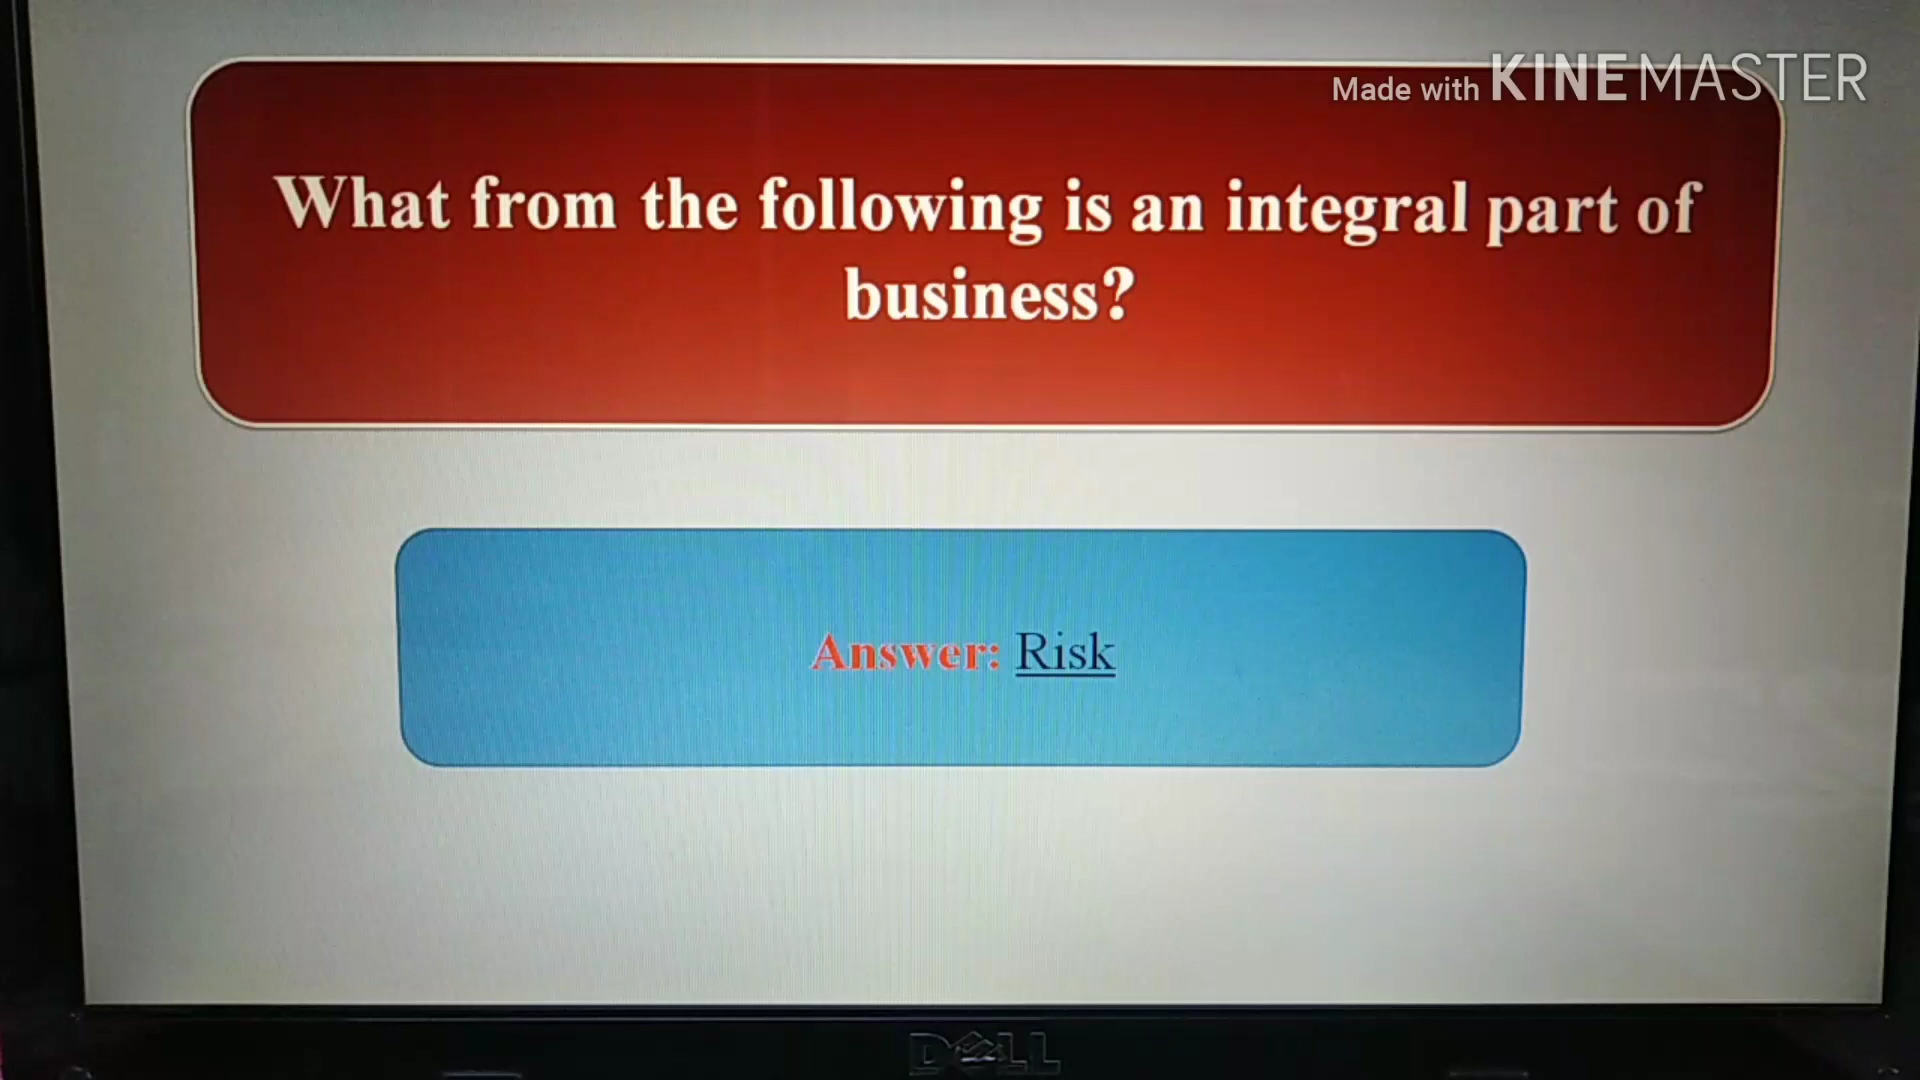 Made with KINEMASTER
What from the following is an integral part of
business?
Answer: Risk
DELL